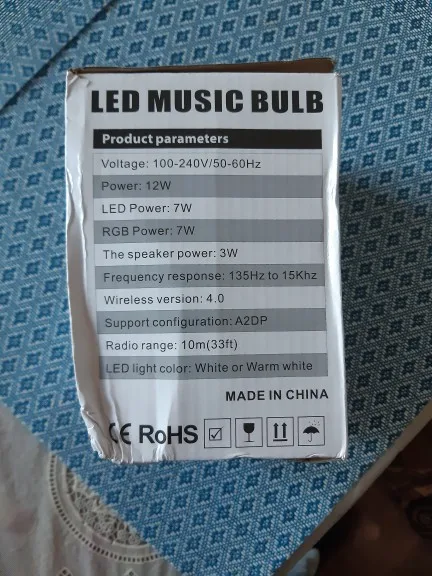 LED MUSIC BULB
Product parameters
Voltage: 100-240V/50-60Hz
Power: 12W
LED Power: 7W
RGB Power: 7W
The speaker power: 3W
Frequency response: 135Hz to 15Khz
Wireless version: 4.0
Support configuration: A2DP
Radio range: 10m(33ft)
LED light color: White or Warm white
MADE IN CHINA
CE RoHS